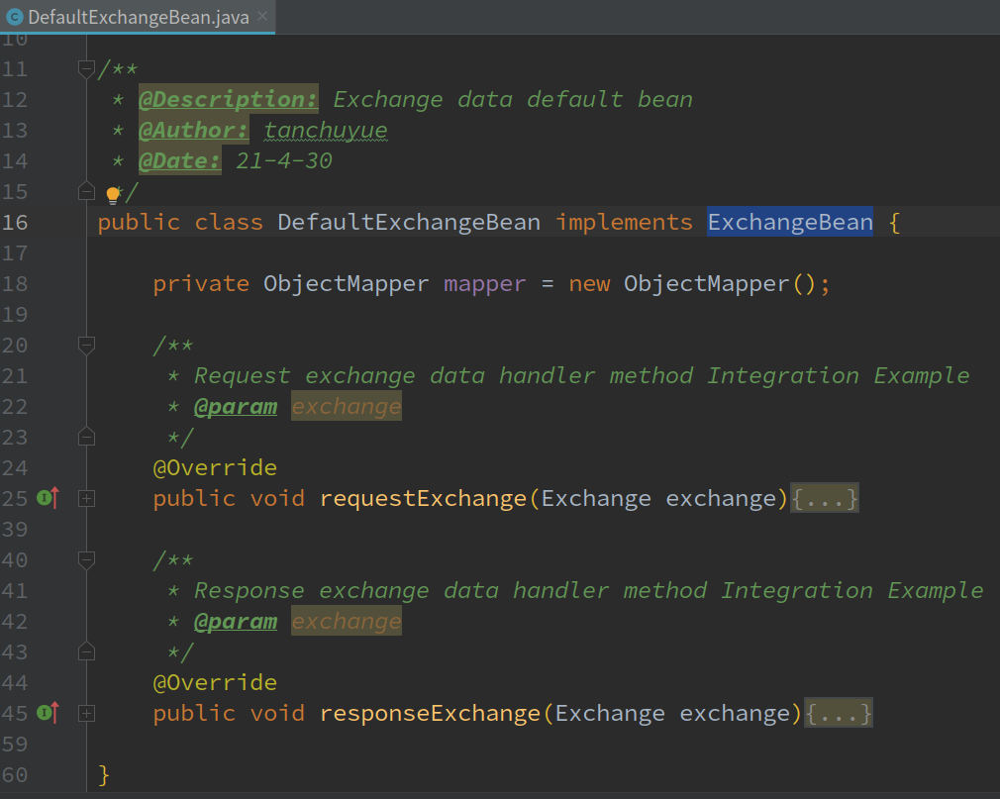 DefaultExchangeBean.java
10
11 /**
12 * @Description: Exchange data default bean
13 * @Author: tanchuyue
14 * @Date: 21-4-30
15 */
16 public class DefaultExchangeBean implements ExchangeBean {
17
18 private ObjectMapper mapper = new ObjectMapper();
19
20 /**
21 * Request exchange data handler method Integration Example
22 * @param exchange
23 */
24 @Override
25 public void requestExchange(Exchange exchange){...}
39
40 /**
41 * Response exchange data handler method Integration Example
42 * @param exchange
43 */
44 @Override
45 public void responseExchange(Exchange exchange){...}
59
60 }